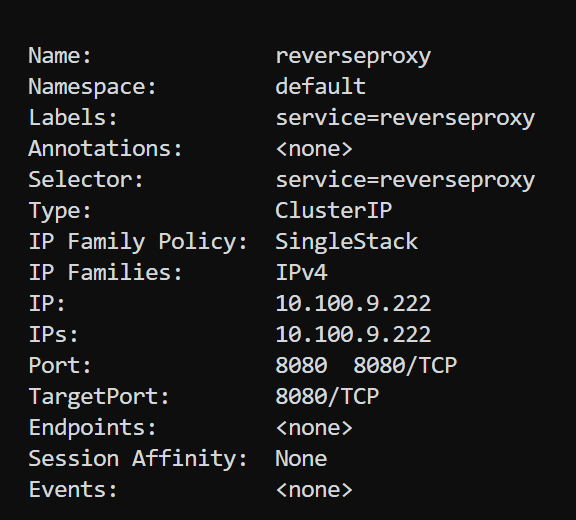 Name:              reverseproxy
Namespace:         default
Labels:            service=reverseproxy
Annotations:       <none>
Selector:          service=reverseproxy
Type:              ClusterIP
IP Family Policy:  SingleStack
IP Families:       IPv4
IP:                10.100.9.222
IPs:               10.100.9.222
Port:              8080  8080/TCP
TargetPort:        8080/TCP
Endpoints:         <none>
Session Affinity:  None
Events:            <none>